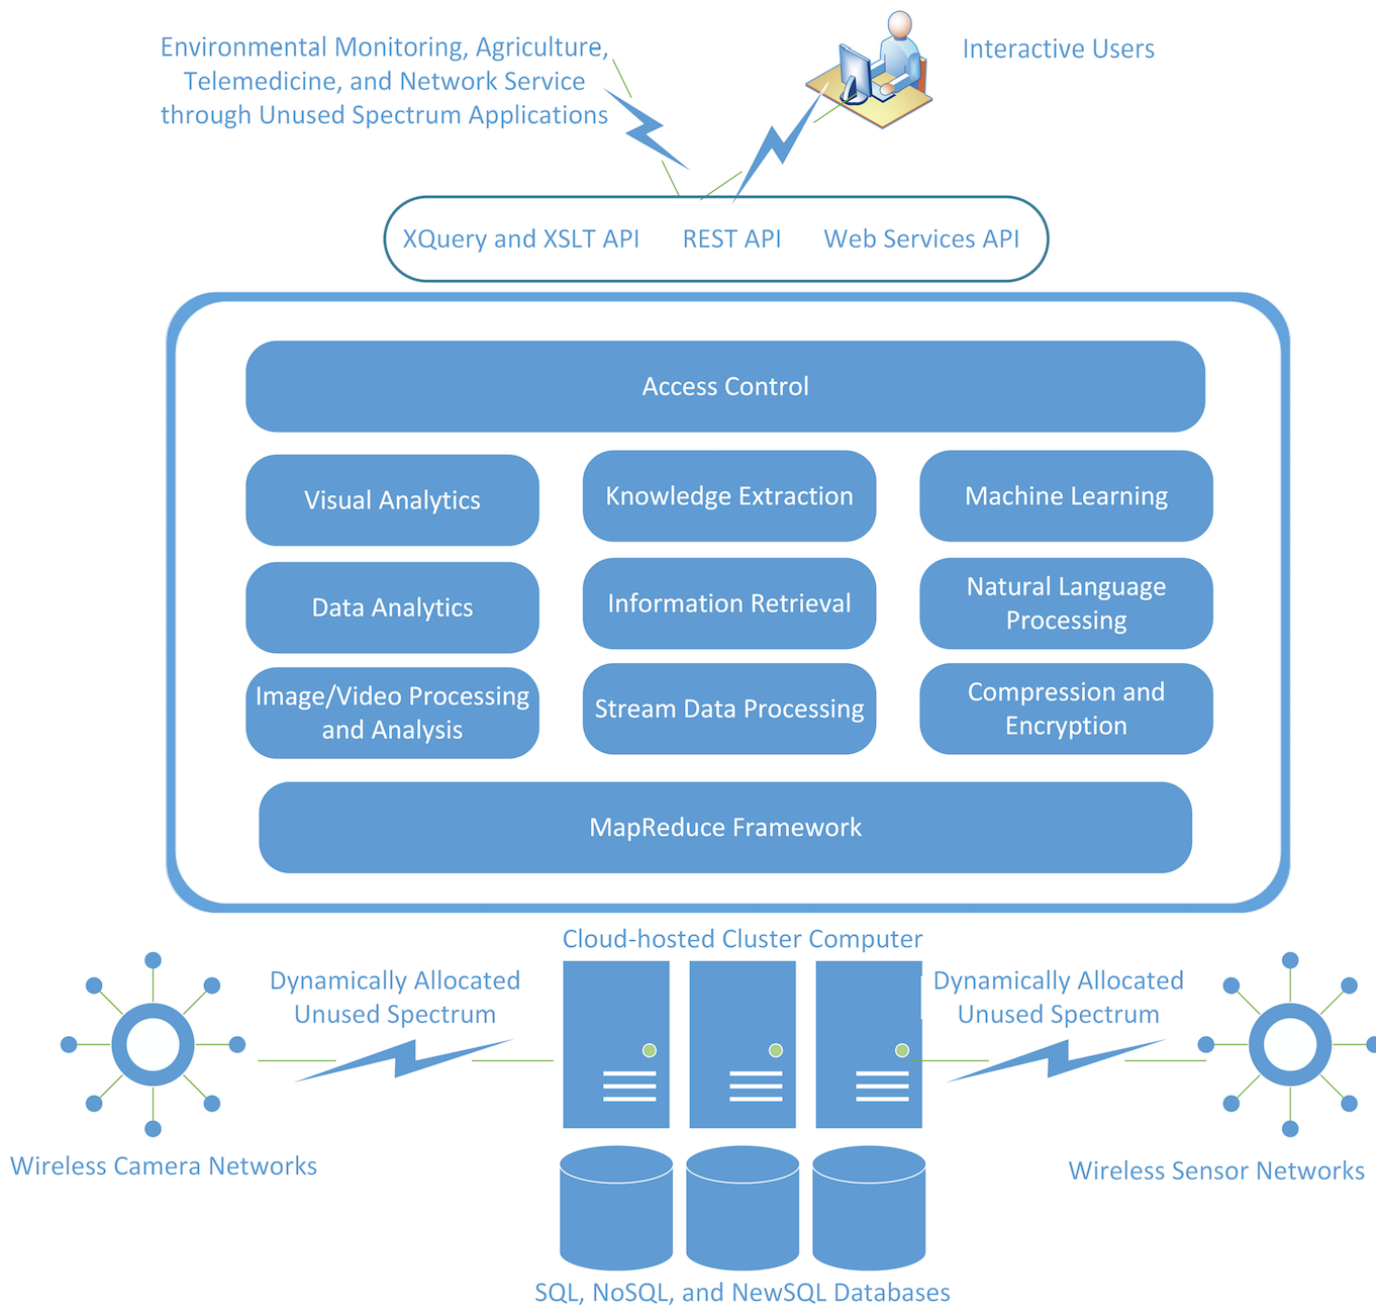 Environmental Monitoring, Agriculture,
Telemedicine, and Network Service
through Unused Spectrum Applications
Interactive Users
XQuery and XSLT API
REST API
Web Services API
Access Control
Visual Analytics
Knowledge Extraction
Machine Learning
Data Analytics
Information Retrieval
Natural Language
Processing
Image/Video Processing
and Analysis
Stream Data Processing
Compression and
Encryption
MapReduce Framework
Cloud-hosted Cluster Computer
Dynamically Allocated
Unused Spectrum
Dynamically Allocated
Unused Spectrum
Wireless Camera Networks
Wireless Sensor Networks
SQL, NoSQL, and NewSQL Databases